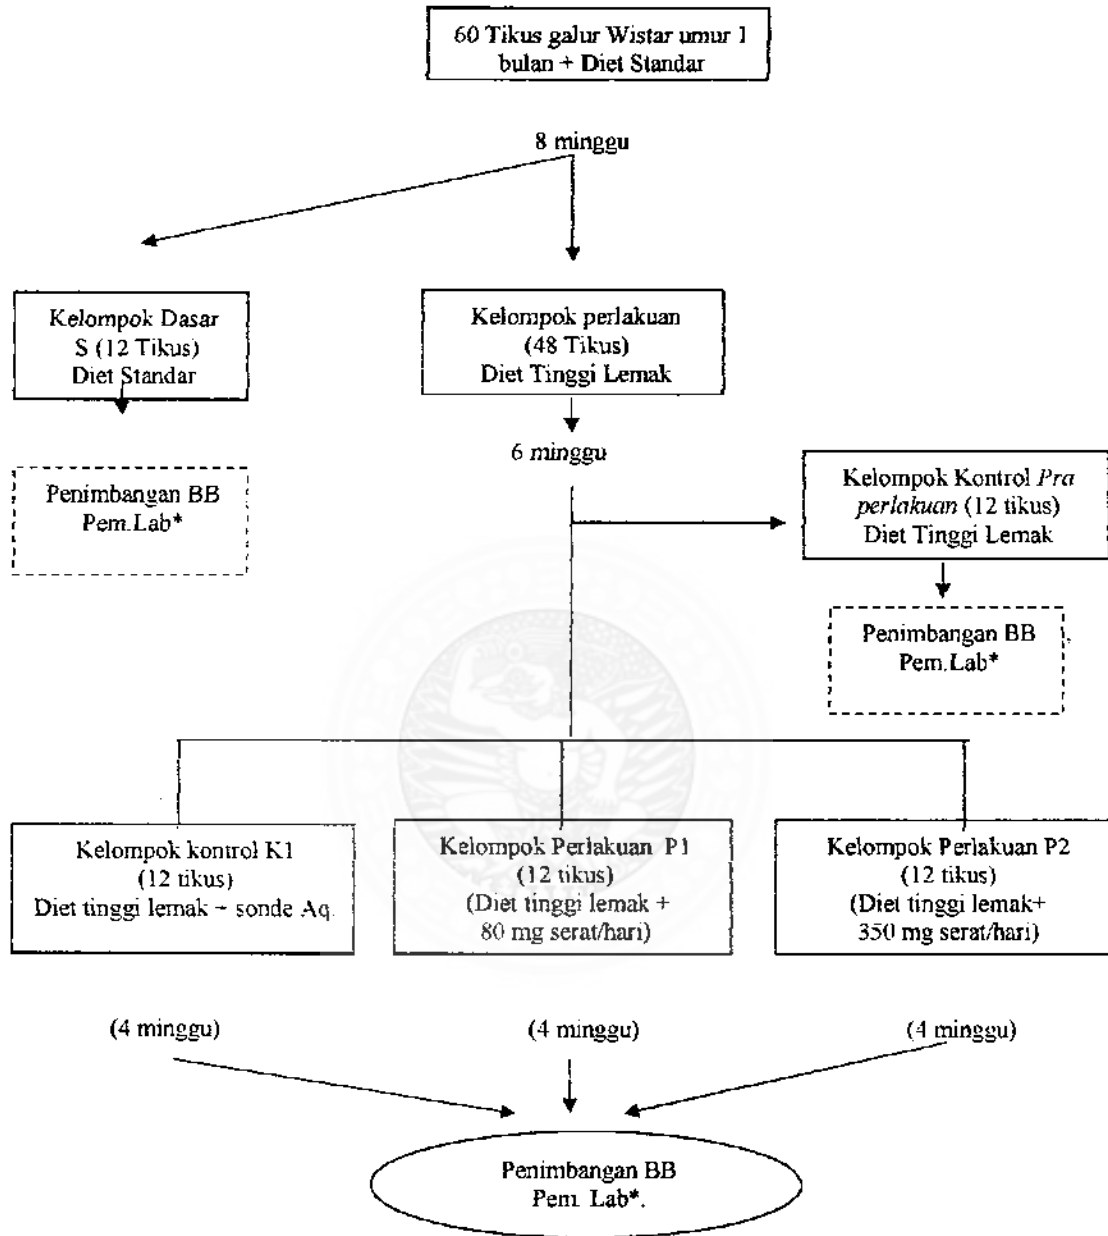 60 Tikus galur Wistar umur 1
bulan + Diet Standar
8 minggu
Kelompok Dasar
S (12 Tikus)
Diet Standar
Kelompok perlakuan
(48 Tikus)
Diet Tinggi Lemak
6 minggu
Penimbangan BB
Pem.Lab*
Kelompok Kontrol Pra
perlakuan (12 tikus)
Diet Tinggi Lemak
Penimbangan BB
Pem.Lab*
Kelompok kontrol K1
(12 tikus)
Diet tinggi lemak + sonde Aq.
Kelompok Perlakuan P1
(12 tikus)
(Diet tinggi lemak +
80 mg serat/hari)
Kelompok Perlakuan P2
(12 tikus)
(Diet tinggi lemak+
350 mg serat/hari)
(4 minggu)
(4 minggu)
(4 minggu)
Penimbangan BB
Pem. Lab*.